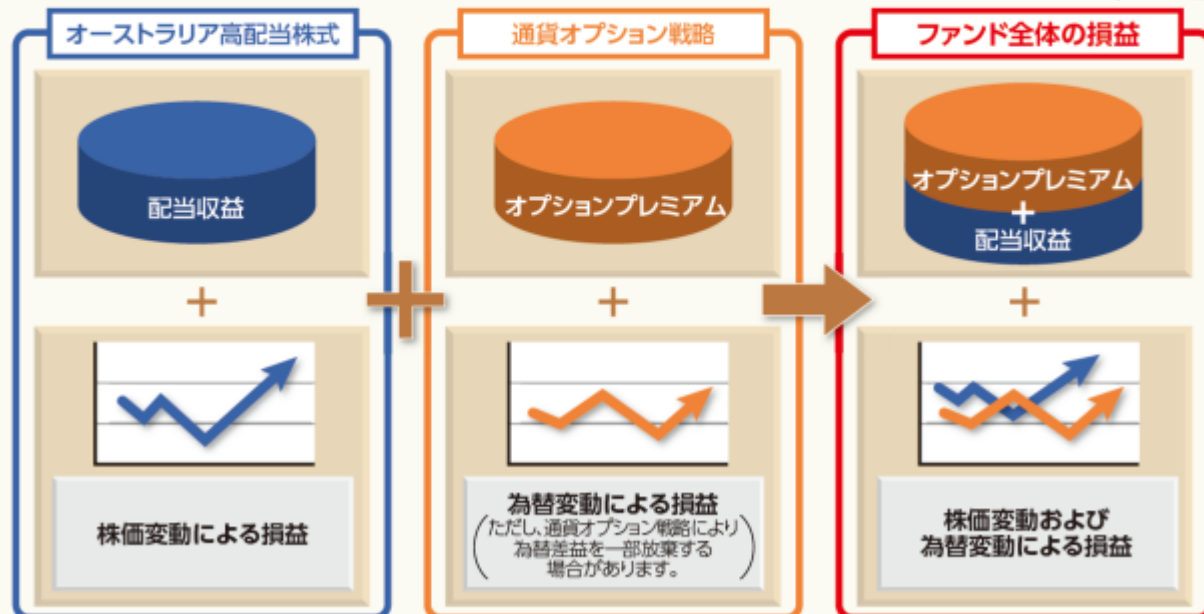 オーストラリア高配当株式
配当収益
+
株価変動による損益
+
通貨オプション戦略
オプションプレミアム
+
為替変動による損益
(ただし、通貨オプション戦略により
為替差益を一部放棄する
場合があります。)
ファンド全体の損益
オプションプレミアム
+
配当収益
+
株価変動および
為替変動による損益